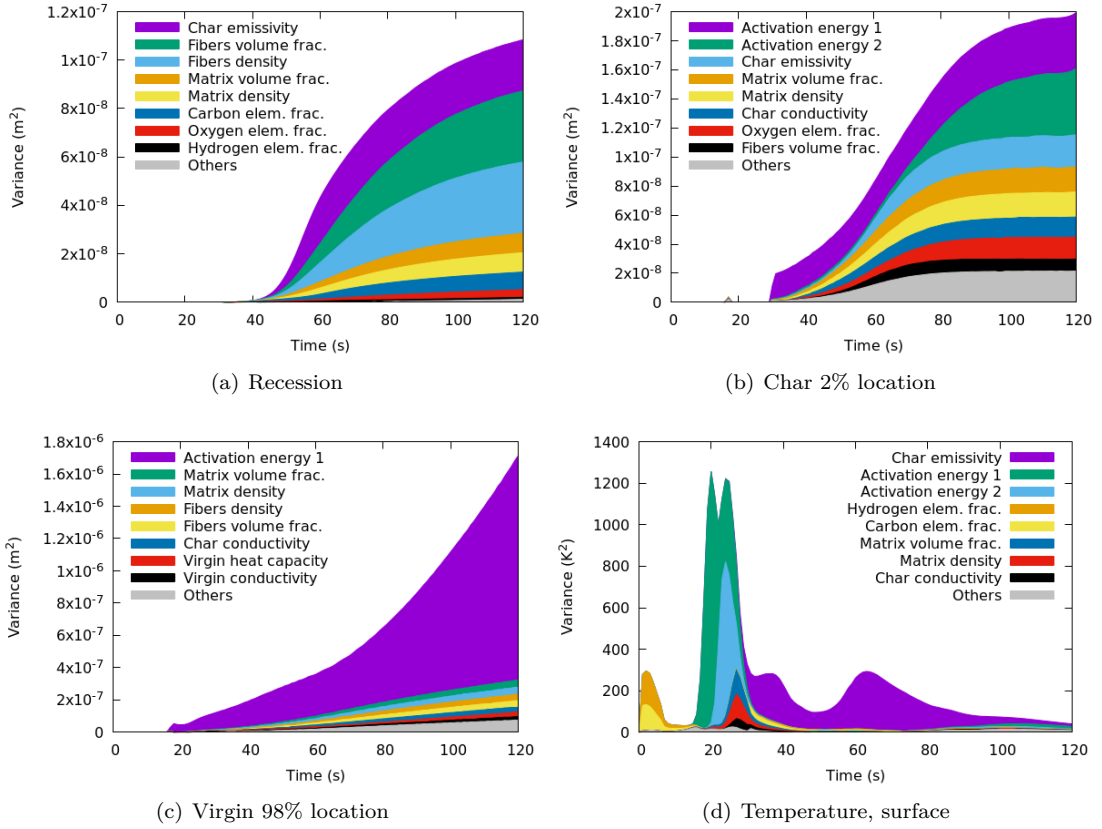 1.2x10-7
1x10-7
8x10-8
6x10-8
4x10-8
2x10-8
0
Variance (m2)
Char emissivity
Fibers volume frac.
Fibers density
Matrix volume frac.
Matrix density
Carbon elem. frac.
Oxygen elem. frac.
Hydrogen elem. frac.
Others
0 20 40 60 80 100 120
Time (s)
(a) Recession
2x10-7
1.8x10-7
1.6x10-7
1.4x10-7
1.2x10-7
1x10-7
8x10-8
6x10-8
4x10-8
2x10-8
0
Variance (m2)
Activation energy 1
Activation energy 2
Char emissivity
Matrix volume frac.
Matrix density
Char conductivity
Oxygen elem. frac.
Fibers volume frac.
Others
0 20 40 60 80 100 120
Time (s)
(b) Char 2% location
1.8x10-6
1.6x10-6
1.4x10-6
1.2x10-6
1x10-6
8x10-7
6x10-7
4x10-7
2x10-7
0
Variance (m2)
Activation energy 1
Matrix volume frac.
Matrix density
Fibers density
Fibers volume frac.
Char conductivity
Virgin heat capacity
Virgin conductivity
Others
0 20 40 60 80 100 120
Time (s)
(c) Virgin 98% location
1400
1200
1000
800
600
400
200
0
Variance (K2)
Char emissivity
Activation energy 1
Activation energy 2
Hydrogen elem. frac.
Carbon elem. frac.
Matrix volume frac.
Matrix density
Char conductivity
Others
0 20 40 60 80 100 120
Time (s)
(d) Temperature, surface